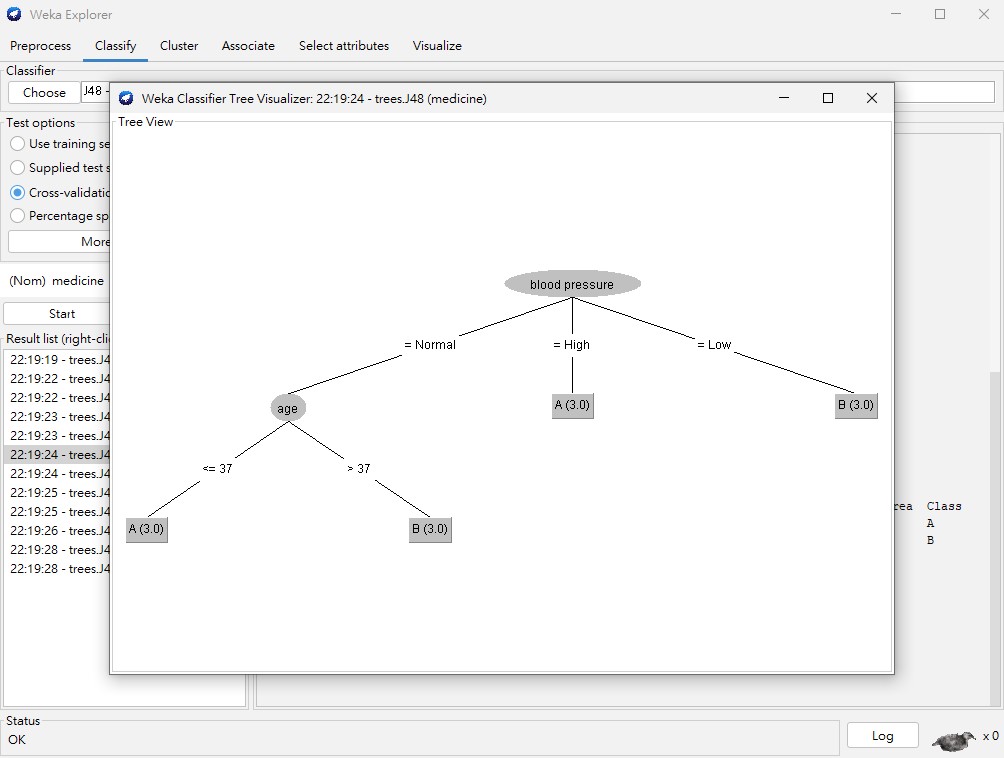 Weka Explorer
Preprocess Classify Cluster Associate Select attributes Visualize
Classifier
Choose J48 -
Test options
Use training se
Supplied test s
Cross-validatio
Percentage sp
More
(Nom) medicine
Start
Result list (right-clic
22:19:19 - trees.J4
22:19:22 - trees.J4
22:19:22 - trees.J4
22:19:23 - trees.J4
22:19:23 - trees.J4
22:19:24 - trees.J4
22:19:24 - trees.J4
22:19:25 - trees.J4
22:19:25 - trees.J4
22:19:26 - trees.J4
22:19:28 - trees.J4
22:19:28 - trees.J4
Weka Classifier Tree Visualizer: 22:19:24 - trees.J48 (medicine)
Tree View
blood pressure
= Normal = High = Low
age A (3.0) B (3.0)
<= 37 > 37
A (3.0) B (3.0)
rea Class
A
B
Status
OK
Log x 0